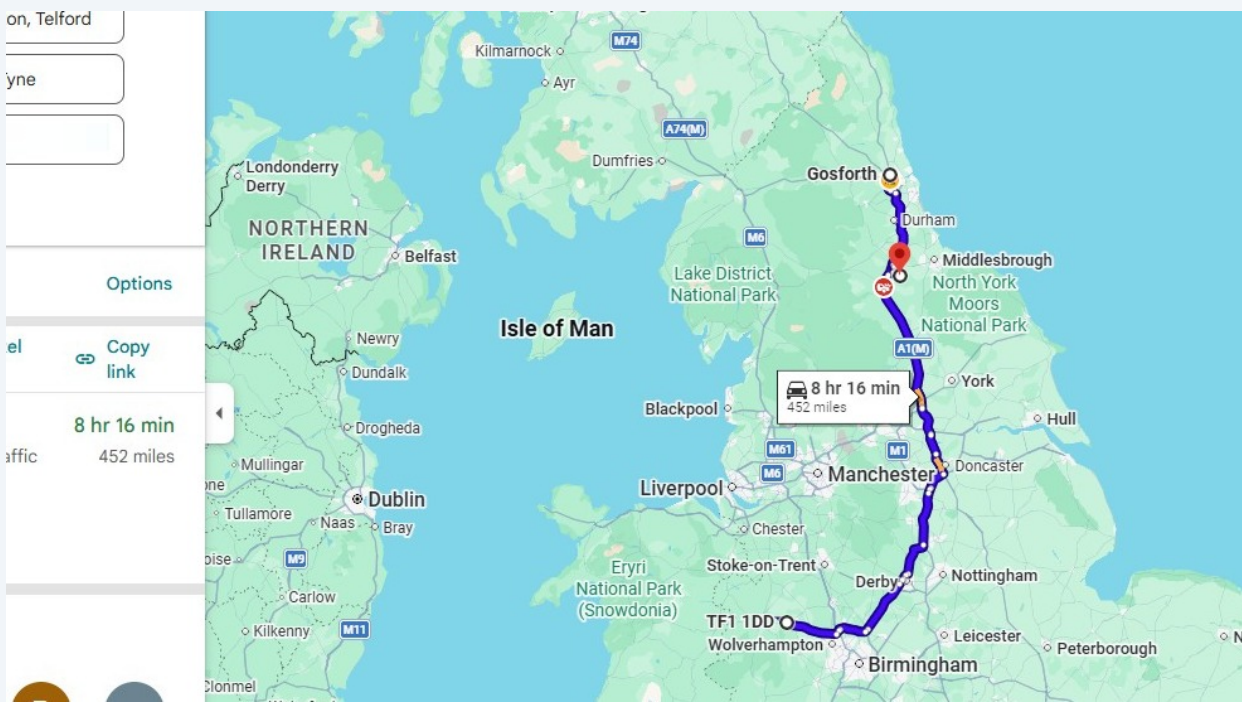 on, Telford
yne
Options
el
Copy
link
8 hr 16 min
affic
452 miles
Kilmarnock
M74
Ayr
A74(M)
Dumfries
Londonderry
Derry
Gosforth
NORTHERN
IRELAND
Durham
M6
Belfast
Middlesbrough
Lake District
National Park
North York
Moors
National Park
Isle of Man
Newry
A1(M)
Dundalk
8 hr 16 min
452 miles
York
Blackpool
Hull
Drogheda
M61
M1
Mullingar
M6
Manchester
Doncaster
one
Liverpool
Dublin
Tullamore
Naas
Bray
Chester
oise
M9
Eryri
National Park
(Snowdonia)
Stoke-on-Trent
Derby
Nottingham
Carlow
TF1 1DD
Kilkenny
M11
Wolverhampton
Leicester
Peterborough
N
Birmingham
Clonmel